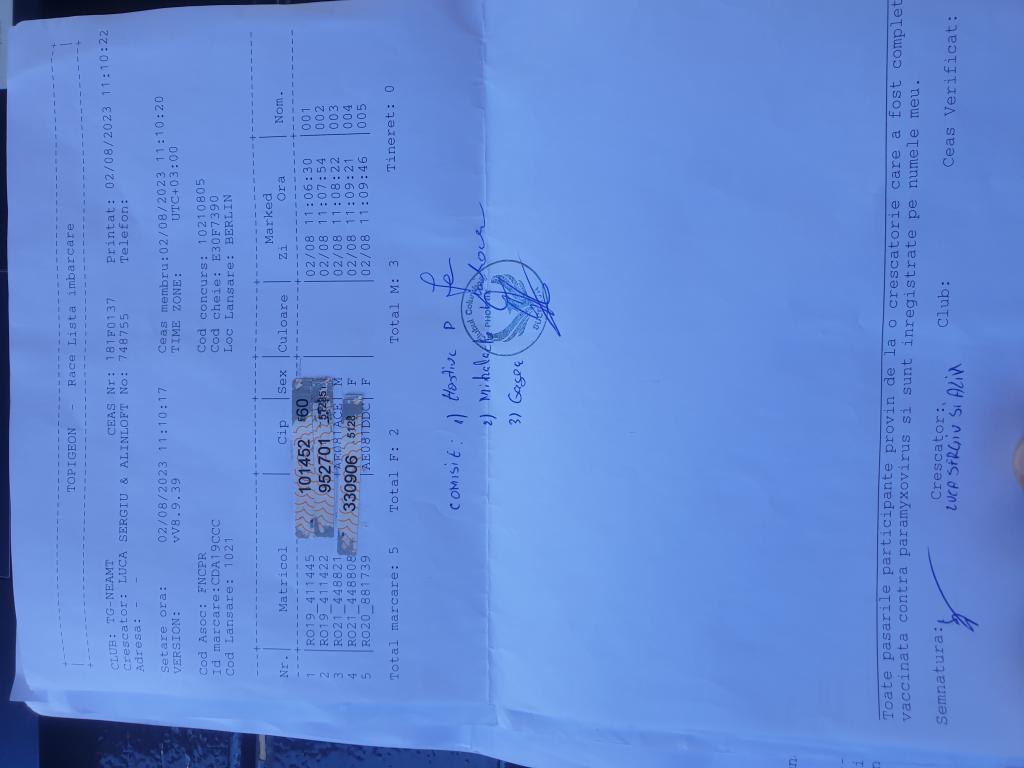 TOPIGEON - Race Lista imbarcare
CLUB: TG-NEAMT CEAS Nr: 181F0137 Printat: 02/08/2023 11:10:22
Crescator: LUCA SERGIU & ALINLOFT No: 748755 Telefon:
Adresa: - -
Setare ora: 02/08/2023 11:10:17 Ceas membru:02/08/2023 11:10:20
VERSION: vV8.9.39 TIME ZONE: UTC+03:00
Cod Asoc: FNCPR Cod concurs: 10210805
Id marcare:CDA19CCC Cod cheie: E30F7390
Cod Lansare: 1021 Loc Lansare: BERLIN
Marked
Nr. Matricol Cip Sex Culoare Zi Ora Nom.
1 RO19_411445 101452 02/08 11:06:30 001
2 RO19_411422 952701 02/08 11:07:54 002
3 RO21_448821 M 02/08 11:08:22 003
4 RO21_448808 330906 5128 F 02/08 11:09:21 004
5 RO20_881739 F 02/08 11:09:46 005
Total marcare: 5 Total F: 2 Total M: 3 Tineret: 0
COMISIE: 1) P
2)
3)
Toate pasarile participante provin de la o crescatorie care a fost complet
vaccinata contra paramyxovirus si sunt inregistrate pe numele meu.
Semnatura: Crescator: Club: Ceas Verificat:
LUCA SERGIU SI ALIN